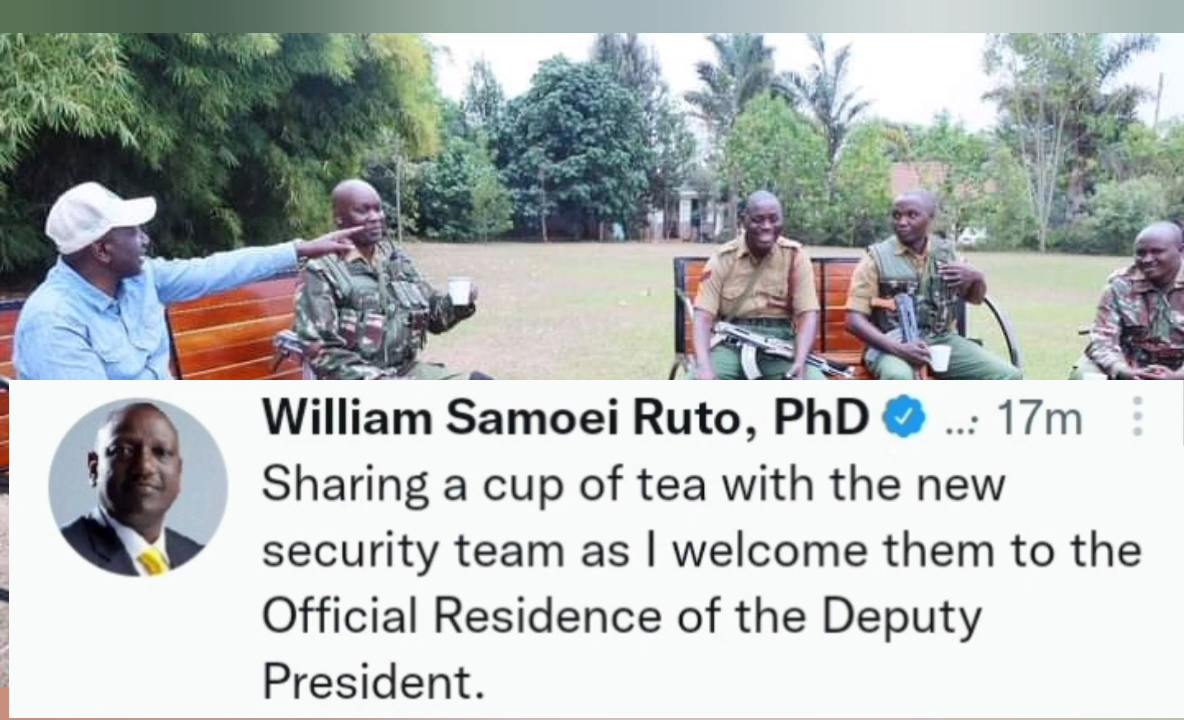 William Samoei Ruto, PhD ...: 17m
Sharing a cup of tea with the new
security team as I welcome them to the
Official Residence of the Deputy
President.